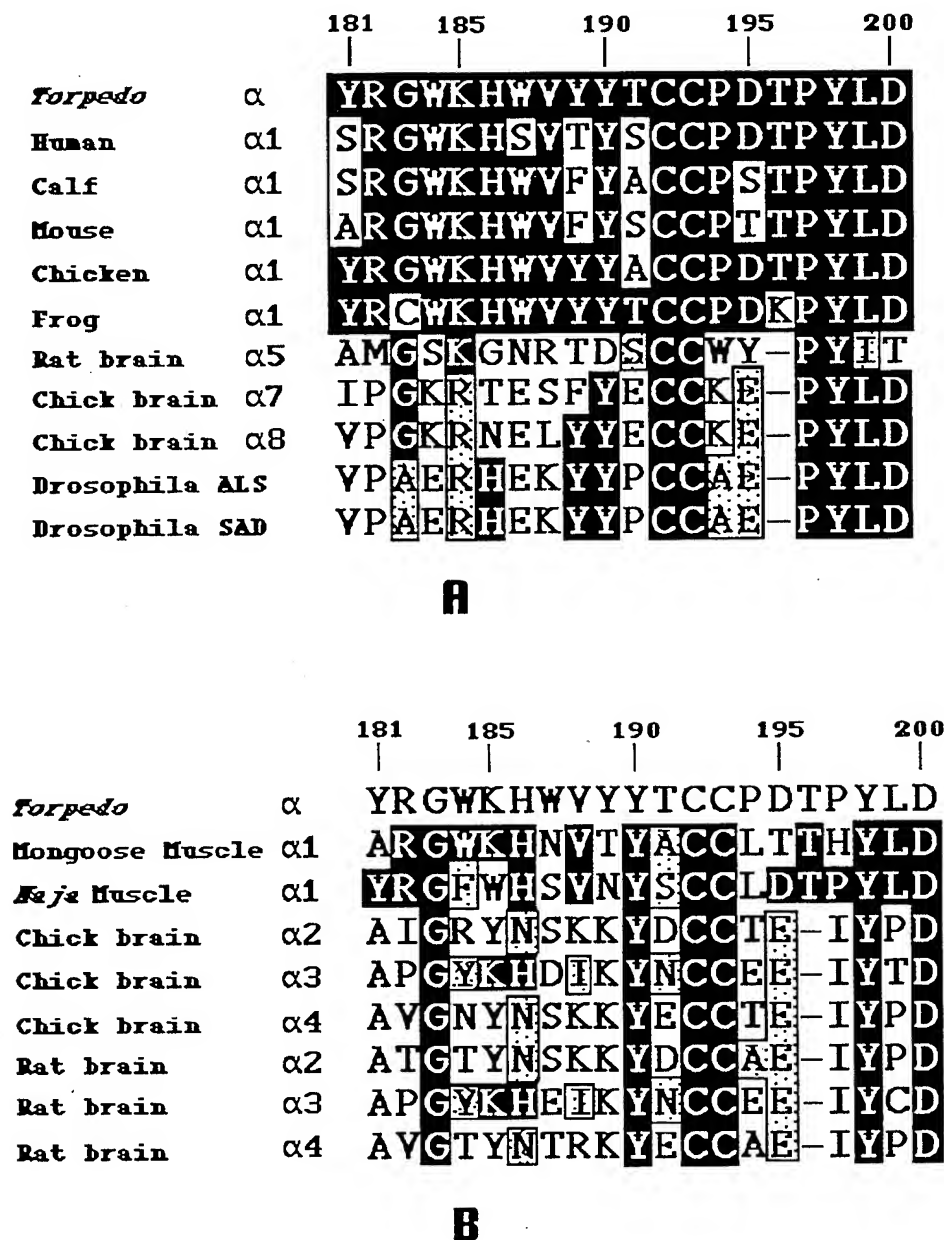 181 185 190 195 200
Torpedo α YRGWKHWVYYTCCPDTPYLD
Human α1 SRGWKHSVTYSCCPDTPYLD
Calf α1 SRGWKHWVFYACCPSTPYLD
Mouse α1 ARGWKHWVFYSCCPTTPYLD
Chicken α1 YRGWKHWVYYACCPDTPYLD
Frog α1 YRCWKHWVYYTCCPDKPYLD
Rat brain α5 AMGSKGNRTDSCCWY-PYIT
Chick brain α7 IPGKRTESFYECCKE-PYLD
Chick brain α8 VPGKRNELYYECCKE-PYLD
Drosophila ALS VPAERHEKYYPCCAE-PYLD
Drosophila SAD VPAERHEKYYPCCAE-PYLD
A
181 185 190 195 200
Torpedo α YRGWKHWVYYTCCPDTPYLD
Mongoose Muscle α1 ARGWKHNVTYACCLTTHYLD
Naja Muscle α1 YRGFWHSVNYSCCLDTPYLD
Chick brain α2 AIGRYNSKKYDCCTE-IYPD
Chick brain α3 APGYKHDIKYNCCEE-IYTD
Chick brain α4 AVGNYNSKKYECCTE-IYPD
Rat brain α2 ATGTYNSKKYDCCAE-IYPD
Rat brain α3 APGYKHEIKYNCCEE-IYCD
Rat brain α4 AVGTYNTRKYECCAE-IYPD
B